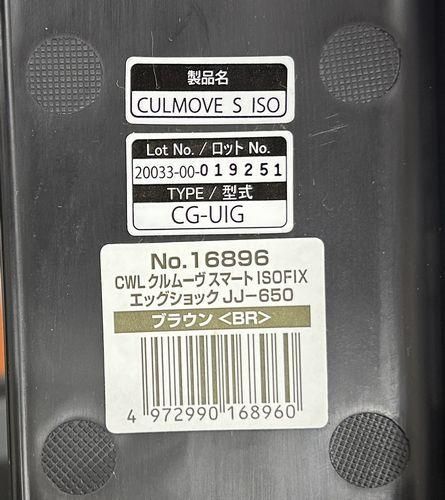 製品名
CULMOVE S ISO
Lot No. / ロット No.
20033-00-019251
TYPE / 型式
CG-UIG
No.16896
CWL クルムーヴ スマート ISOFIX
エッグショック JJ-650
ブラウン <BR>
4 972990 168960